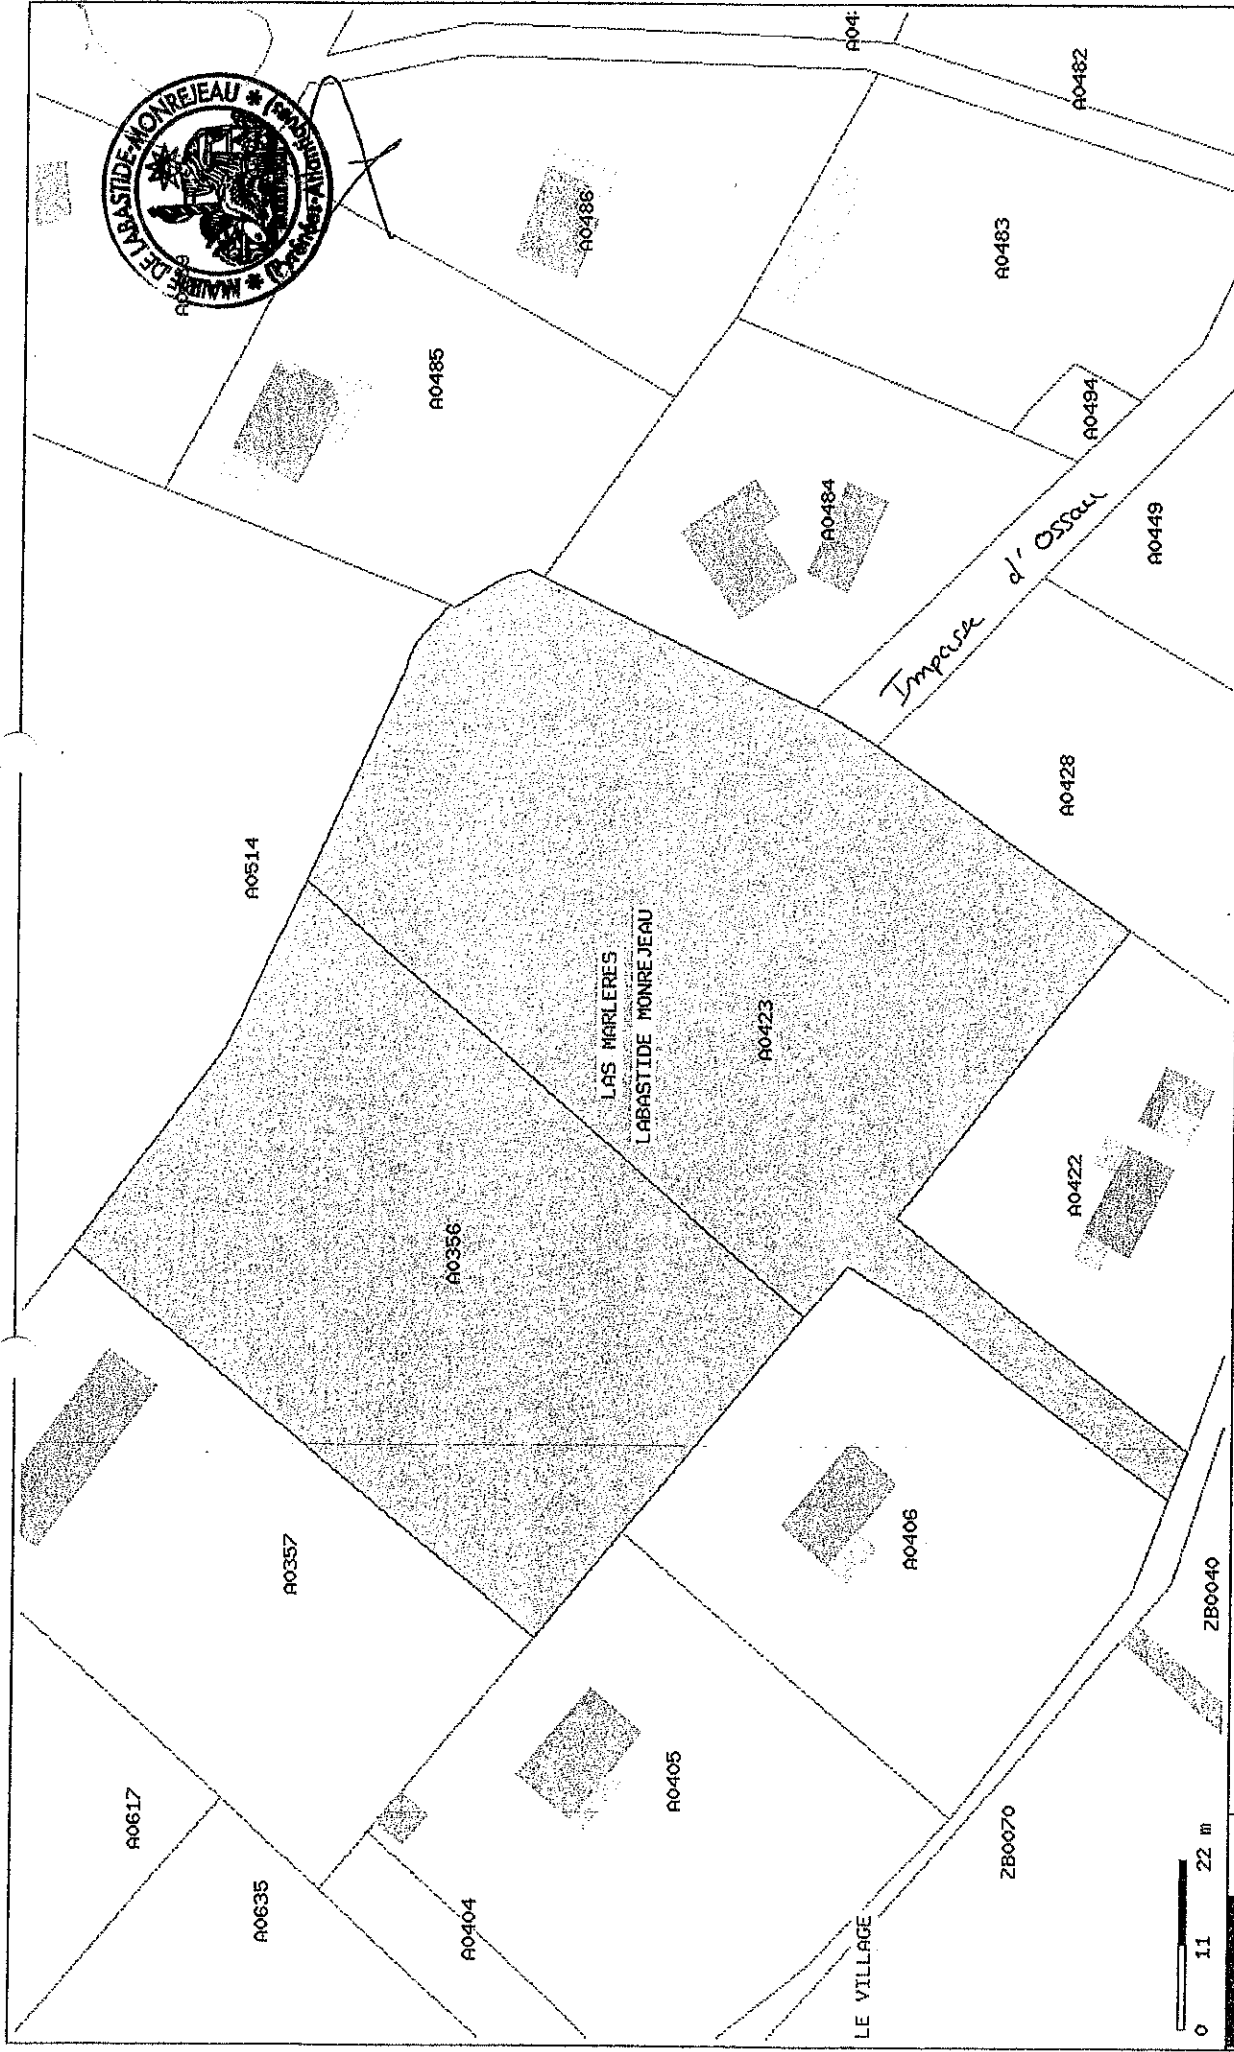 MAIRIE DE LABASTIDE-MONREJEAU * (Pyrénées-Atlantiques) *
A0482
A0486
A0483
A0485
A0494
A0484
A0449
Impasse d'Ossau
A0428
A0514
LAS MARLERES
LABASTIDE MONREJEAU
A0423
A0422
A0356
A0406
A0357
ZB0040
A0405
A0617
ZB0070
A0635
A0404
LE VILLAGE
0 11 22 m